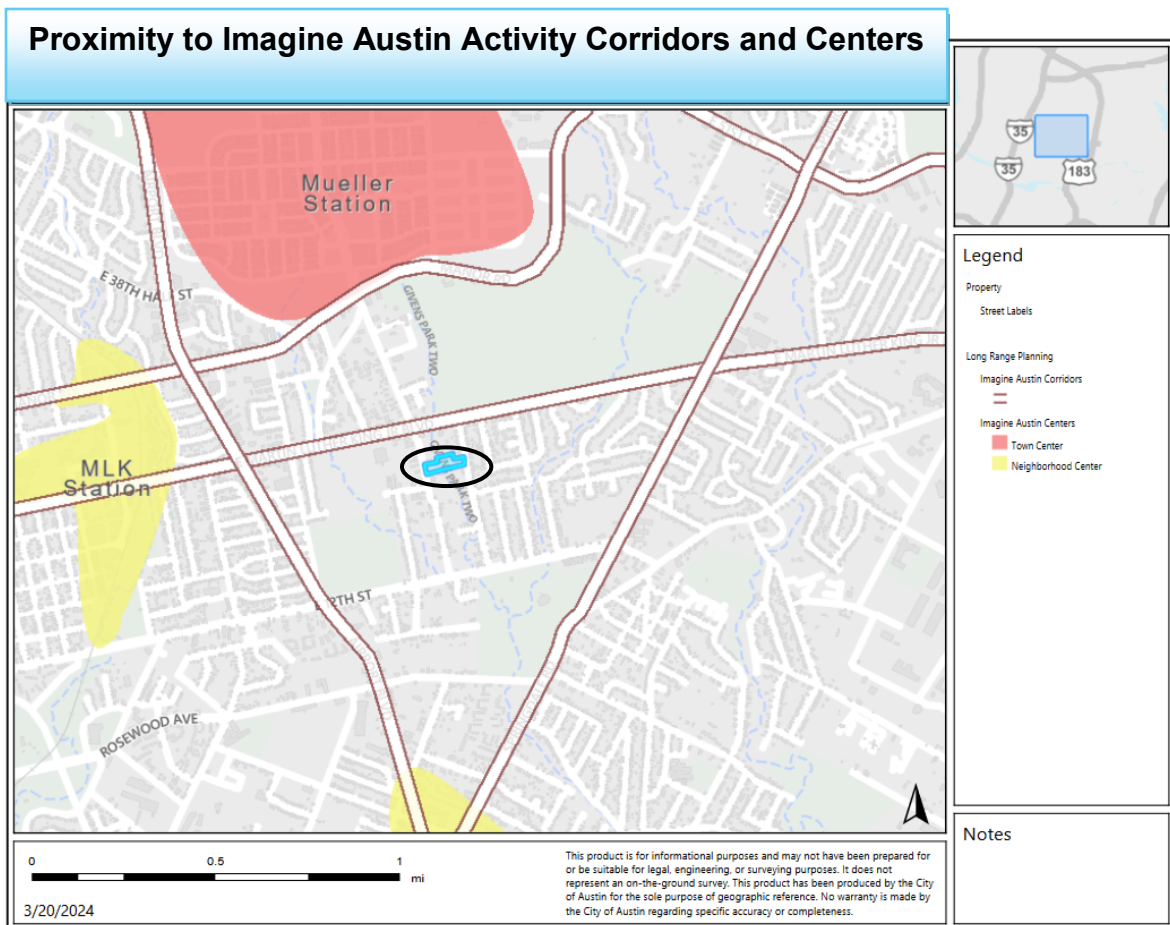 Proximity to Imagine Austin Activity Corridors and Centers
35
35
183
Mueller
Station
E 38TH HALF ST
MANOR RD
GIVENS PARK TWO
MLK
Station
PARK TWO
E 12TH ST
ROSEWOOD AVE
Legend
Property
Street Labels
Long Range Planning
Imagine Austin Corridors
Imagine Austin Centers
Town Center
Neighborhood Center
Notes
0 0.5 1
mi
3/20/2024
This product is for informational purposes and may not have been prepared for
or be suitable for legal, engineering, or surveying purposes. It does not
represent an on-the-ground survey. This product has been produced by the City
of Austin for the sole purpose of geographic reference. No warranty is made by
the City of Austin regarding specific accuracy or completeness.